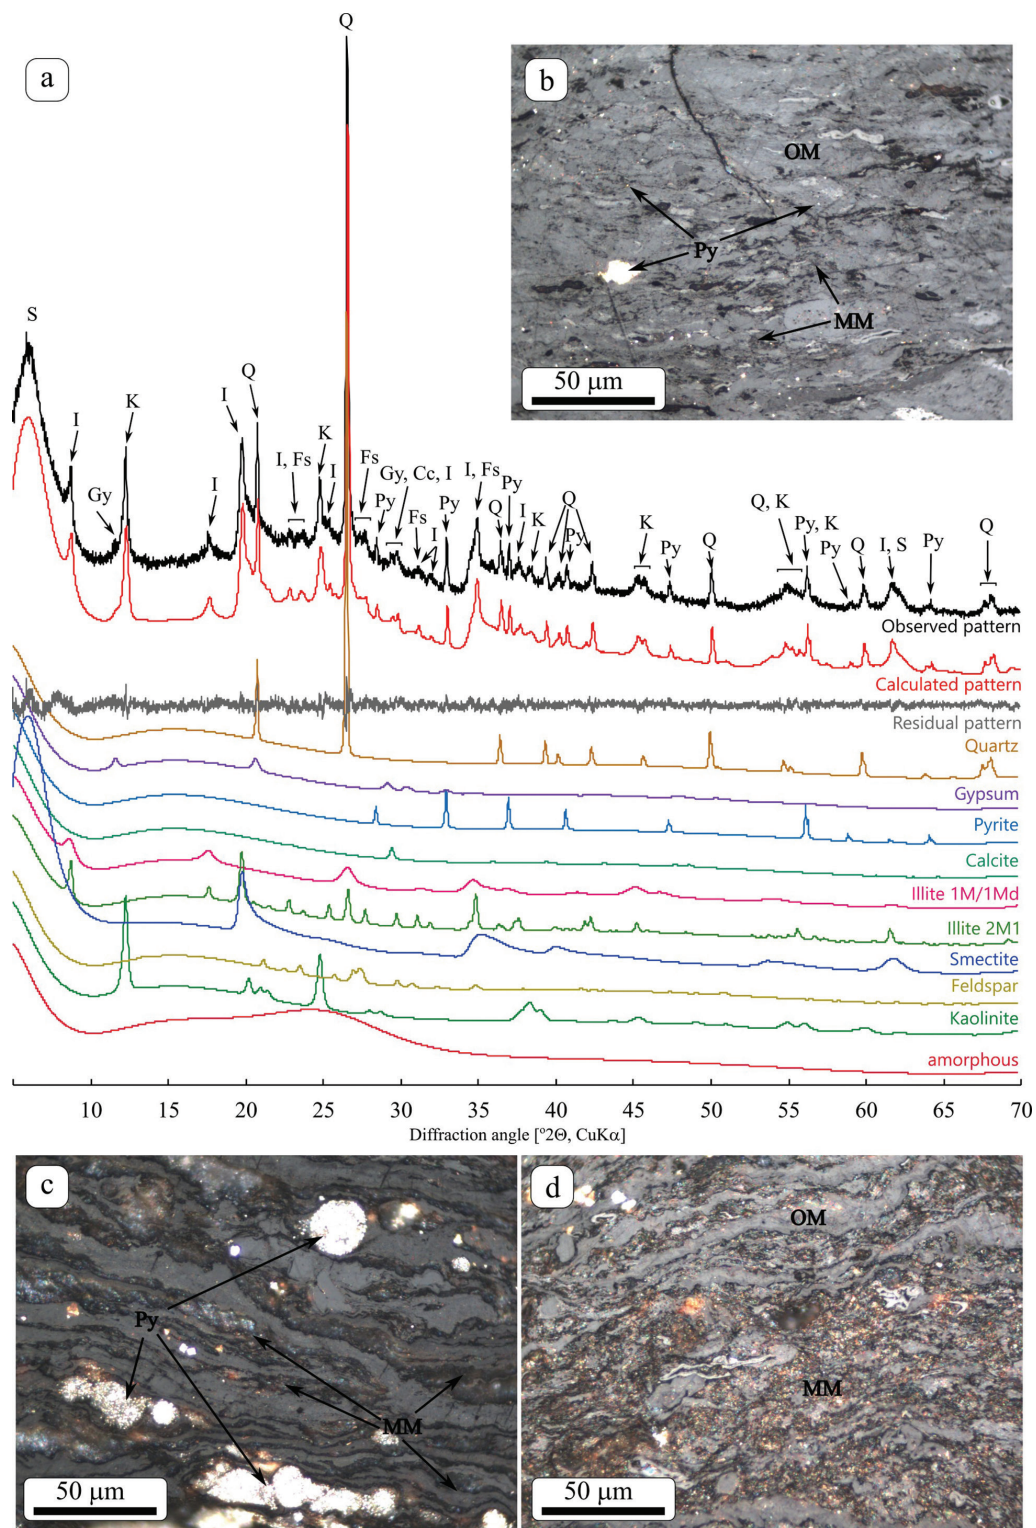 a
Q
b
OM
Py
MM
50 μm
S
I
Gy
K
I
I
Q
I, Fs
K
I
Fs
Py
Gy, Cc, I
Fs
I
Py
I, Fs
Q
Py
I
K
Q
Py
K
Py
Q
Q, K
Py, K
Py
Q
I, S
Py
Q
Observed pattern
Calculated pattern
Residual pattern
Quartz
Gypsum
Pyrite
Calcite
Illite 1M/1Md
Illite 2M1
Smectite
Feldspar
Kaolinite
amorphous
10 15 20 25 30 35 40 45 50 55 60 65 70
Diffraction angle [°2Θ, CuKα]
c
Py
MM
50 μm
d
OM
MM
50 μm